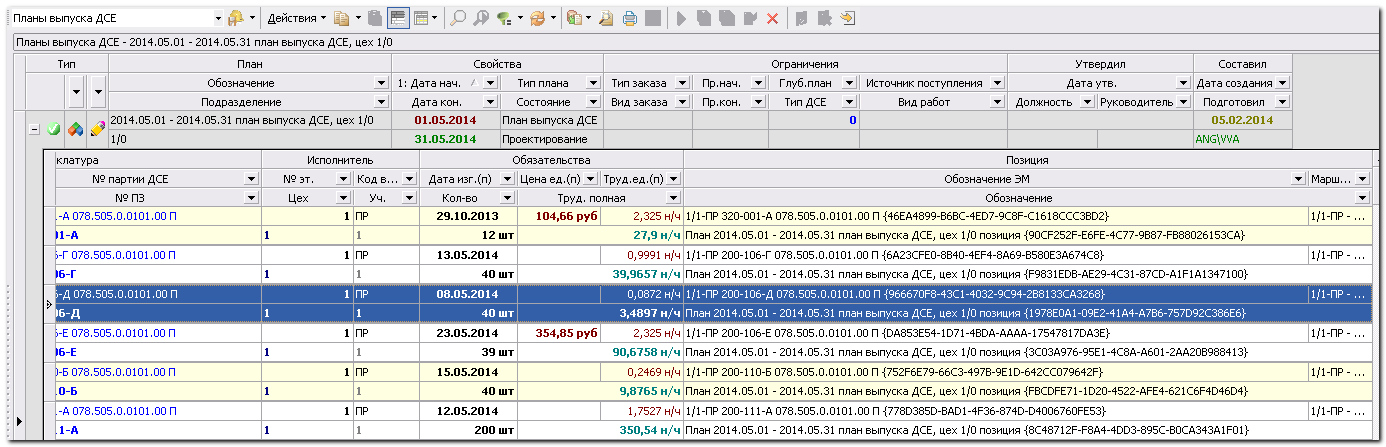 Планы выпуска ДСЕ Действия
Планы выпуска ДСЕ - 2014.05.01 - 2014.05.31 план выпуска ДСЕ, цех 1/0
Тип План Свойства Ограничения Утвердил Составил
Обозначение 1: Дата нач. Тип плана Тип заказа Пр.нач. Глуб.план Источник поступления Дата утв. Дата создания
Подразделение Дата кон. Состояние Вид заказа Пр.кон. Тип ДСЕ Вид работ Должность Руководитель Подготовил
2014.05.01 - 2014.05.31 план выпуска ДСЕ, цех 1/0 01.05.2014 План выпуска ДСЕ 0 05.02.2014
1/0 31.05.2014 Проектирование ANG\VVA
клатура Исполнитель Обязательства Позиция
№ партии ДСЕ № эт. Код в... Дата изг.(п) Цена ед.(п) Труд.ед.(п) Обозначение ЭМ Марш...
№ ПЗ Цех Уч. Кол-во Труд. полная Обозначение
1-А 078.505.0.0101.00 П 1 ПР 29.10.2013 104,66 руб 2,325 н/ч 1/1-ПР 320-001-А 078.505.0.0101.00 П {46EA4899-B6BC-4ED7-9C8F-C1618CCC3BD2} 1/1-ПР - ...
01-А 1 1 12 шт 27,9 н/ч План 2014.05.01 - 2014.05.31 план выпуска ДСЕ, цех 1/0 позиция {90CF252F-E6FE-4C77-9B87-FB88026153CA}
6-Г 078.505.0.0101.00 П 1 ПР 13.05.2014 0,9991 н/ч 1/1-ПР 200-106-Г 078.505.0.0101.00 П {6A23CFE0-8B40-4EF4-8A69-B580E3A674C8} 1/1-ПР - ...
06-Г 1 1 40 шт 39,9657 н/ч План 2014.05.01 - 2014.05.31 план выпуска ДСЕ, цех 1/0 позиция {F9831EDB-AE29-4C31-87CD-A1F1A1347100}
6-Д 078.505.0.0101.00 П 1 ПР 08.05.2014 0,0872 н/ч 1/1-ПР 200-106-Д 078.505.0.0101.00 П {966670F8-43C1-4032-9C94-2B8133CA3268} 1/1-ПР - ...
06-Д 1 1 40 шт 3,4897 н/ч План 2014.05.01 - 2014.05.31 план выпуска ДСЕ, цех 1/0 позиция {1978E0A1-09E2-41A4-A7B6-757D92C386E6}
6-Е 078.505.0.0101.00 П 1 ПР 23.05.2014 354,85 руб 2,325 н/ч 1/1-ПР 200-106-Е 078.505.0.0101.00 П {DA853E54-1D71-4BDA-AAAA-17547817DA3E} 1/1-ПР - ...
06-Е 1 1 39 шт 90,6758 н/ч План 2014.05.01 - 2014.05.31 план выпуска ДСЕ, цех 1/0 позиция {3C03A976-95E1-4C8A-A601-2AA20B988413}
0-Б 078.505.0.0101.00 П 1 ПР 15.05.2014 0,2469 н/ч 1/1-ПР 200-110-Б 078.505.0.0101.00 П {752F6E79-66C3-497B-9E1D-642CC079642F} 1/1-ПР - ...
10-Б 1 1 40 шт 9,8765 н/ч План 2014.05.01 - 2014.05.31 план выпуска ДСЕ, цех 1/0 позиция {FBCDFE71-1D20-4522-AFE4-621C6F4D46D4}
1-А 078.505.0.0101.00 П 1 ПР 12.05.2014 1,7527 н/ч 1/1-ПР 200-111-А 078.505.0.0101.00 П {778D385D-BAD1-4F36-874D-D4006760FE53} 1/1-ПР - ...
11-А 1 1 200 шт 350,54 н/ч План 2014.05.01 - 2014.05.31 план выпуска ДСЕ, цех 1/0 позиция {8C48712F-F8A4-4DD3-895C-B0CA343A1F01}